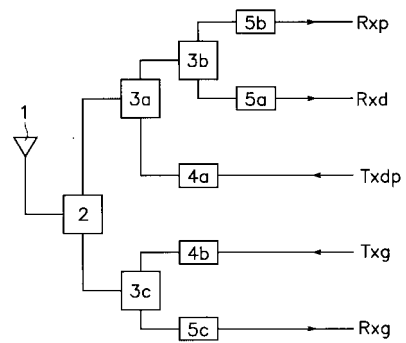 5b Rxp
3b
3a 5a Rxd
1
4a Txdp
2
4b Txg
3c
5c Rxg